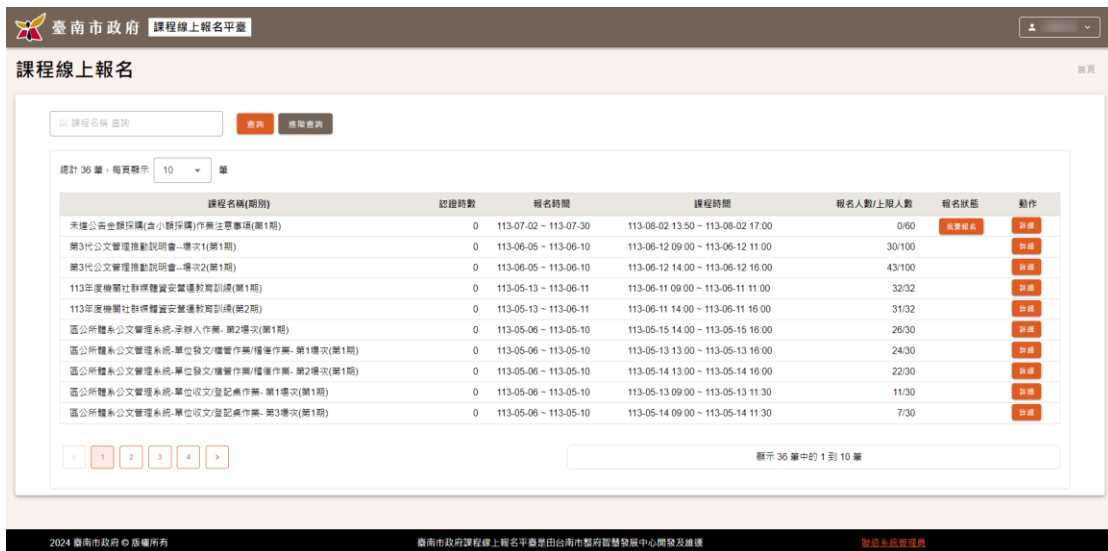 臺南市政府 課程線上報名平臺
課程線上報名 首頁
以 課程名稱 查詢 查詢 進階查詢
總計 36 筆，每頁顯示 10 筆
課程名稱(期別) 認證時數 報名時間 課程時間 報名人數/上限人數 報名狀態 動作
未達公告金額採購(含小額採購)作業注意事項(第1期) 0 113-07-02 ~ 113-07-30 113-08-02 13:50 ~ 113-08-02 17:00 0/60 我要報名 詳細
第3代公文管理推動說明會--場次1(第1期) 0 113-06-05 ~ 113-06-10 113-06-12 09:00 ~ 113-06-12 11:00 30/100 詳細
第3代公文管理推動說明會--場次2(第1期) 0 113-06-05 ~ 113-06-10 113-06-12 14:00 ~ 113-06-12 16:00 43/100 詳細
113年度機關社群媒體資安營運教育訓練(第1期) 0 113-05-13 ~ 113-06-11 113-06-11 09:00 ~ 113-06-11 11:00 32/32 詳細
113年度機關社群媒體資安營運教育訓練(第2期) 0 113-05-13 ~ 113-06-11 113-06-11 14:00 ~ 113-06-11 16:00 31/32 詳細
區公所體系公文管理系統-承辦人作業- 第2場次(第1期) 0 113-05-06 ~ 113-05-10 113-05-15 14:00 ~ 113-05-15 16:00 26/30 詳細
區公所體系公文管理系統-單位發文/檔管作業/稽催作業- 第1場次(第1期) 0 113-05-06 ~ 113-05-10 113-05-13 13:00 ~ 113-05-13 16:00 24/30 詳細
區公所體系公文管理系統-單位發文/檔管作業/稽催作業- 第2場次(第1期) 0 113-05-06 ~ 113-05-10 113-05-14 13:00 ~ 113-05-14 16:00 22/30 詳細
區公所體系公文管理系統-單位收文/登記桌作業- 第1場次(第1期) 0 113-05-06 ~ 113-05-10 113-05-13 09:00 ~ 113-05-13 11:30 11/30 詳細
區公所體系公文管理系統-單位收文/登記桌作業- 第3場次(第1期) 0 113-05-06 ~ 113-05-10 113-05-14 09:00 ~ 113-05-14 11:30 7/30 詳細
< 1 2 3 4 > 顯示 36 筆中的 1 到 10 筆
2024 臺南市政府 © 版權所有 臺南市政府課程線上報名平臺是由台南市政府智慧發展中心開發及維運 聯絡系統管理員